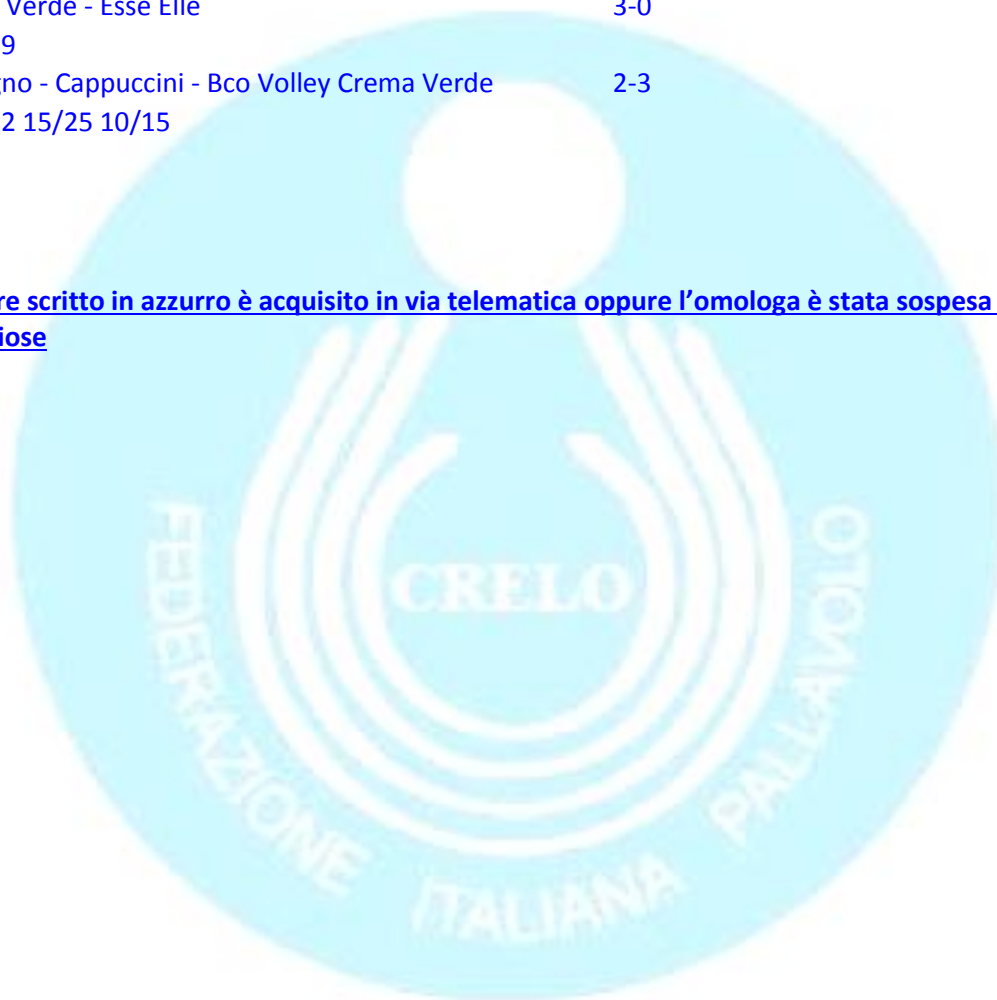 Verde - Esse Elle 3-0
9
gno - Cappuccini - Bco Volley Crema Verde 2-3
2 15/25 10/15
re scritto in azzurro è acquisito in via telematica oppure l'omologa è stata sospesa
iose
CRELO
FEDERAZIONE ITALIANA PALLAVOLO